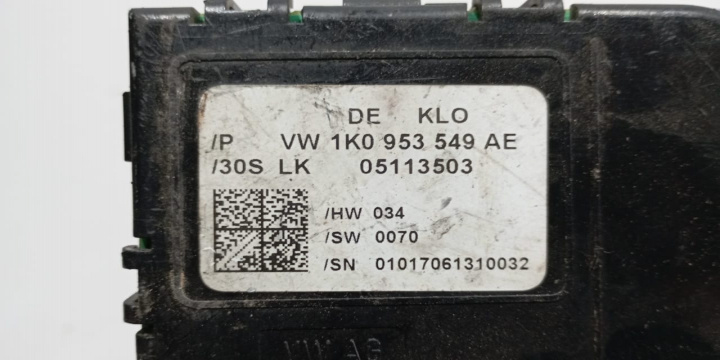 DE KLO
/P VW 1K0 953 549 AE
/30S LK 05113503
/HW 034
/SW 0070
/SN 01017061310032